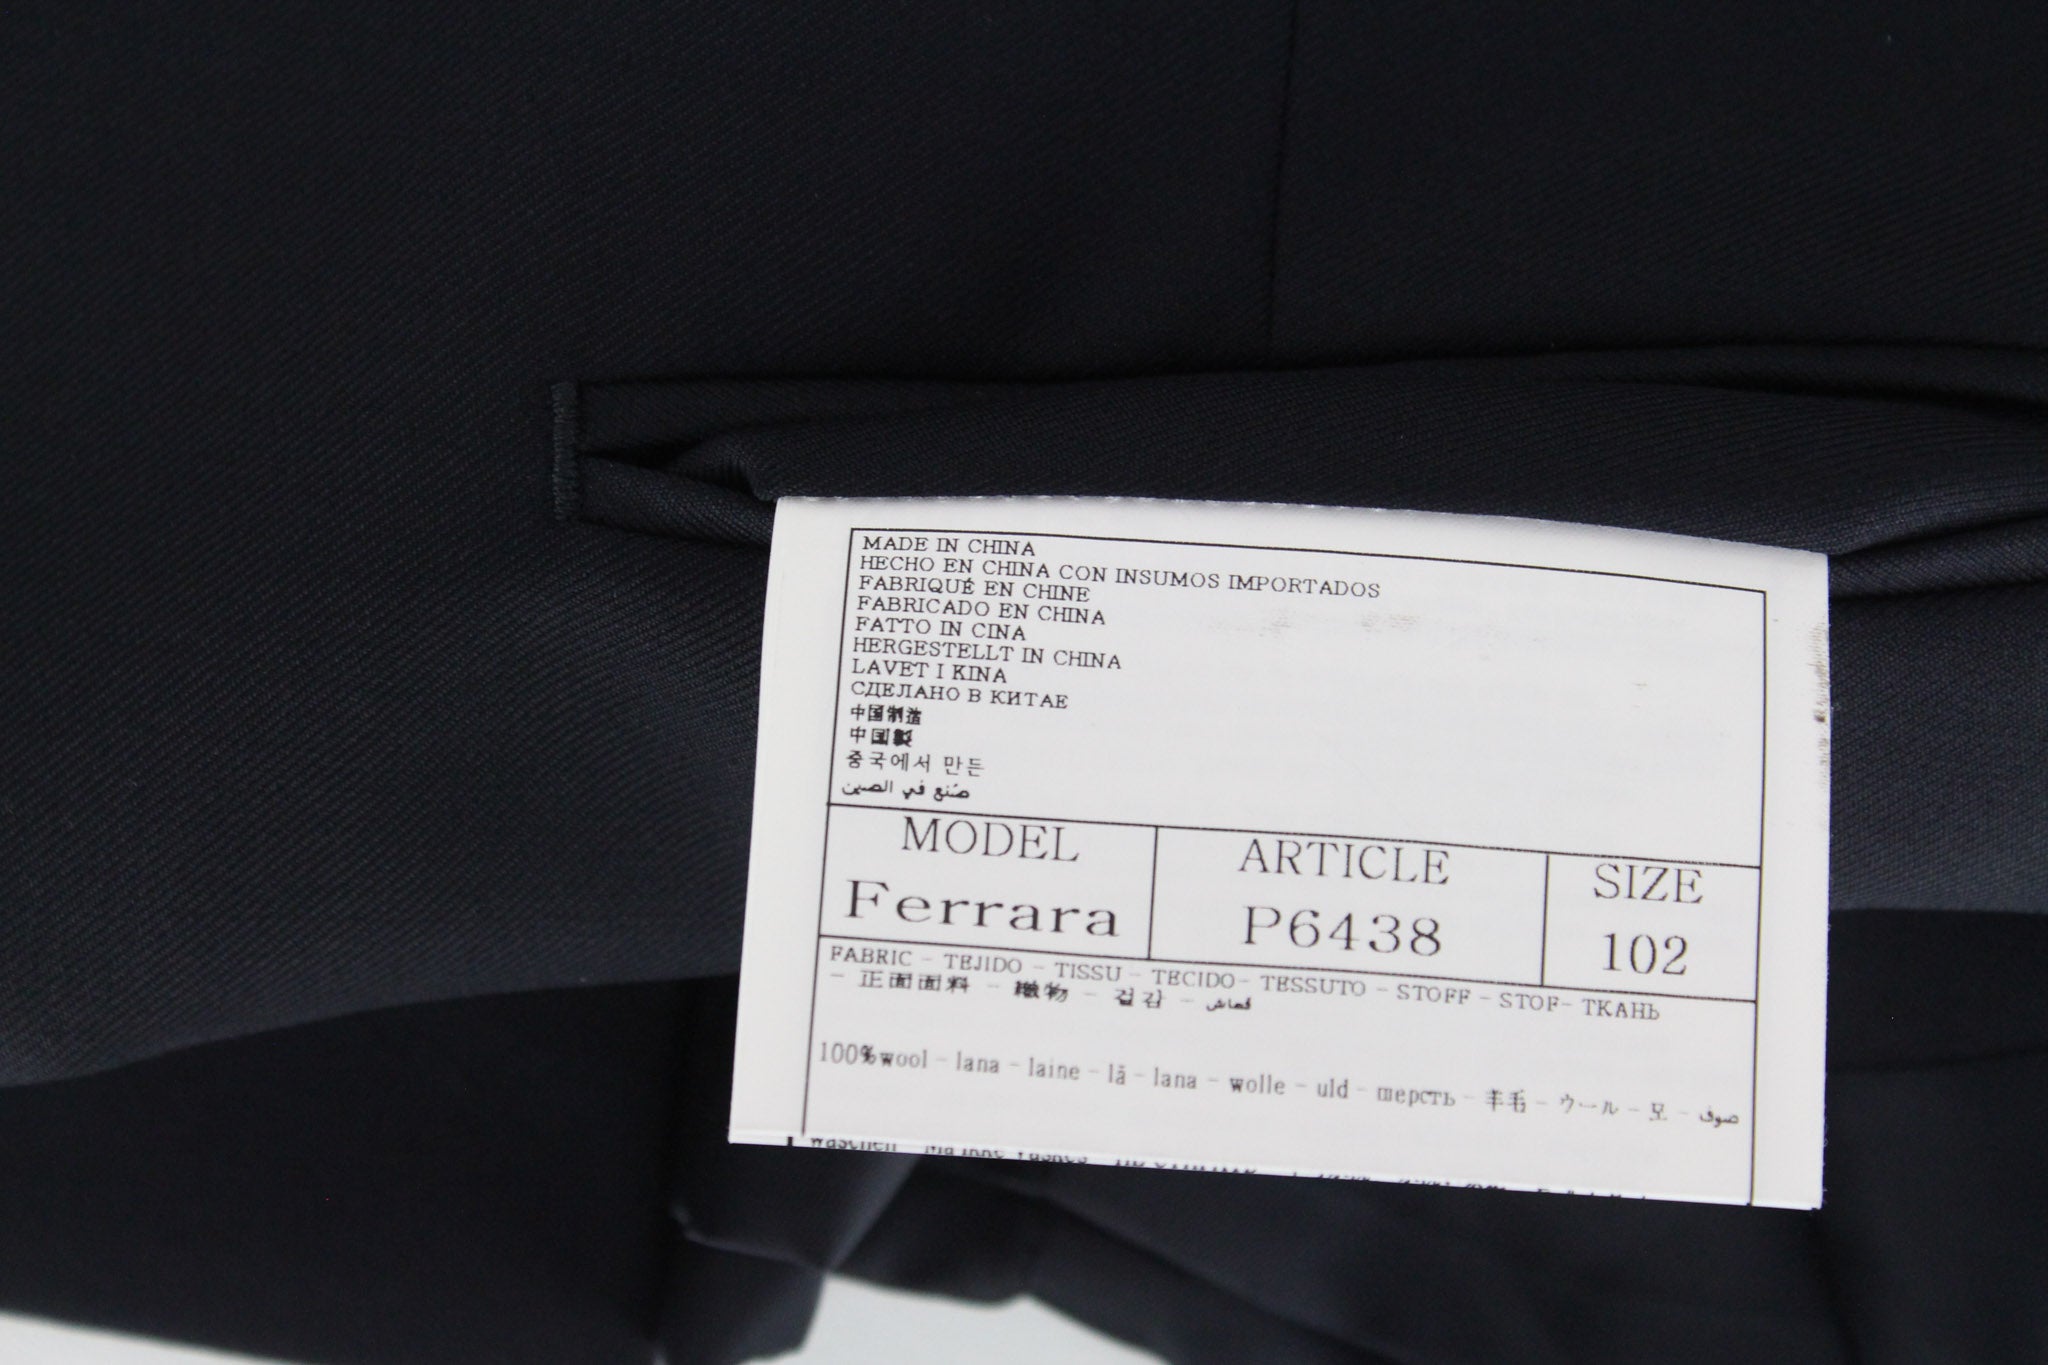 MADE IN CHINA
HECHO EN CHINA CON INSUMOS IMPORTADOS
FABRIQUÉ EN CHINE
FABRICADO EN CHINA
FATTO IN CINA
HERGESTELLT IN CHINA
LAVET I KINA
СДЕЛАНО В КИТАЕ
中国制造
中国製
중국에서 만든
صنع في الصين
MODEL ARTICLE SIZE
Ferrara P6438 102
FABRIC - TEJIDO - TISSU - TECIDO- TESSUTO - STOFF - STOF- ТКАНЬ
- 正面面料 - 織物 - 겉감 - قماش
100%wool - lana - laine - lã - lana - wolle - uld - шерсть - 羊毛 - ウール - 모 - صوف
waschen